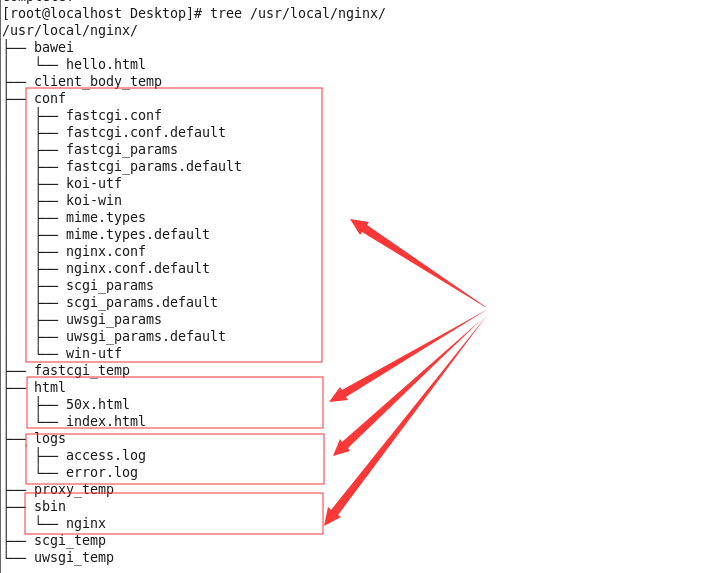 [root@localhost Desktop]# tree /usr/local/nginx/
/usr/local/nginx/
├── bawei
│   └── hello.html
├── client_body_temp
├── conf
│   ├── fastcgi.conf
│   ├── fastcgi.conf.default
│   ├── fastcgi_params
│   ├── fastcgi_params.default
│   ├── koi-utf
│   ├── koi-win
│   ├── mime.types
│   ├── mime.types.default
│   ├── nginx.conf
│   ├── nginx.conf.default
│   ├── scgi_params
│   ├── scgi_params.default
│   ├── uwsgi_params
│   ├── uwsgi_params.default
│   └── win-utf
├── fastcgi_temp
├── html
│   ├── 50x.html
│   └── index.html
├── logs
│   ├── access.log
│   └── error.log
├── proxy_temp
├── sbin
│   └── nginx
├── scgi_temp
└── uwsgi_temp